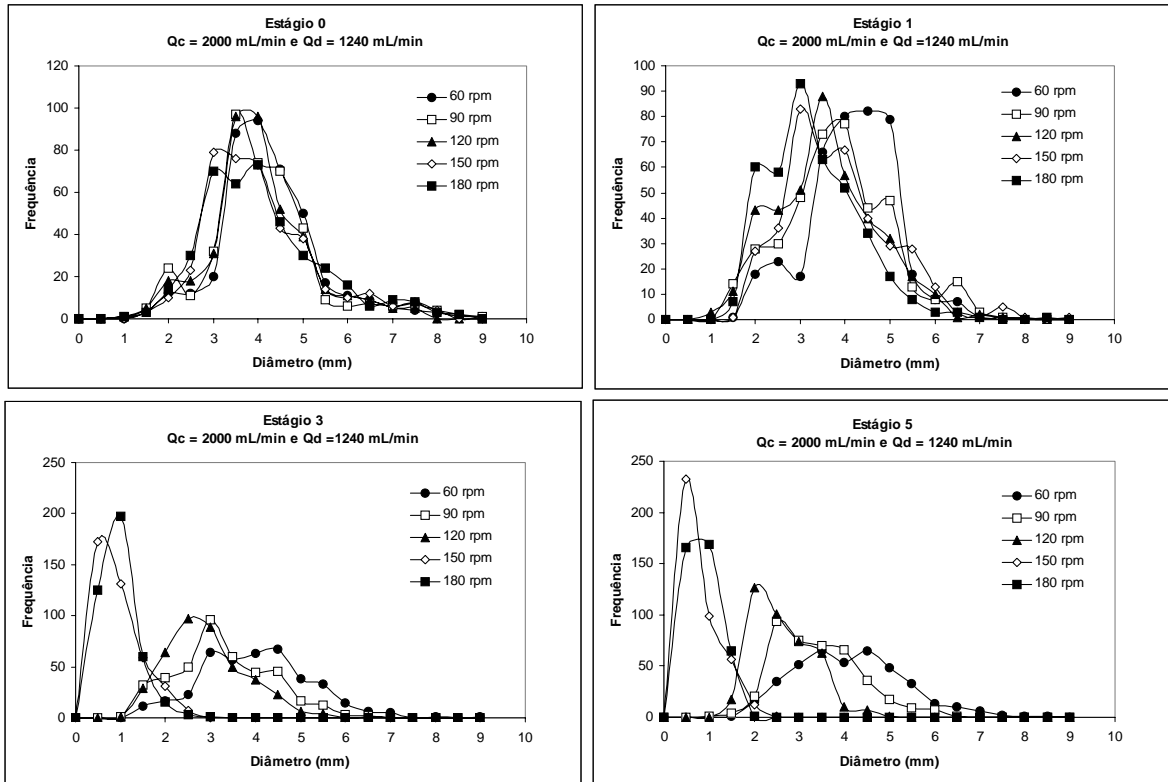 Estágio 0
Qc = 2000 mL/min e Qd = 1240 mL/min
120
100
80
60
40
20
0
Frequência
60 rpm
90 rpm
120 rpm
150 rpm
180 rpm
0 1 2 3 4 5 6 7 8 9 10
Diâmetro (mm)
Estágio 1
Qc = 2000 mL/min e Qd =1240 mL/min
100
90
80
70
60
50
40
30
20
10
0
Frequência
60 rpm
90 rpm
120 rpm
150 rpm
180 rpm
0 1 2 3 4 5 6 7 8 9 10
Diâmetro (mm)
Estágio 3
Qc = 2000 mL/min e Qd =1240 mL/min
250
200
150
100
50
0
Frequência
60 rpm
90 rpm
120 rpm
150 rpm
180 rpm
0 1 2 3 4 5 6 7 8 9 10
Diâmetro (mm)
Estágio 5
Qc = 2000 mL/min e Qd =1240 mL/min
250
200
150
100
50
0
Frequência
60 rpm
90 rpm
120 rpm
150 rpm
180 rpm
0 1 2 3 4 5 6 7 8 9 10
Diâmetro (mm)